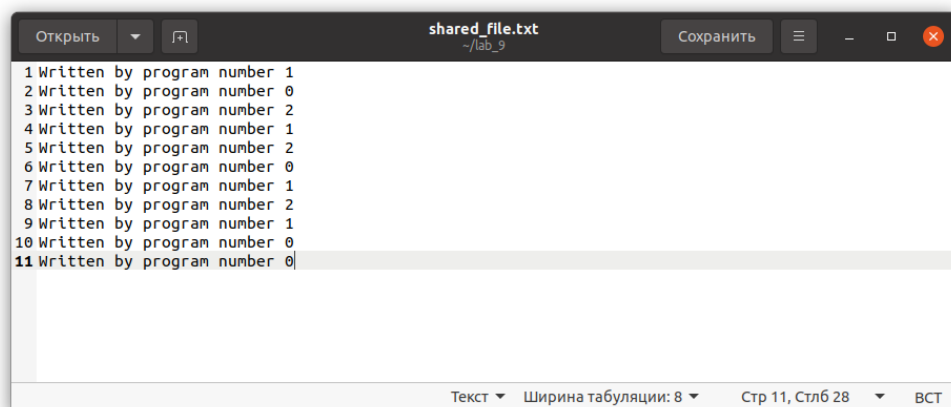 Открыть
shared_file.txt
~/lab_9
Сохранить
1 Written by program number 1
2 Written by program number 0
3 Written by program number 2
4 Written by program number 1
5 Written by program number 2
6 Written by program number 0
7 Written by program number 1
8 Written by program number 2
9 Written by program number 1
10 Written by program number 0
11 Written by program number 0
Текст Ширина табуляции: 8 Стр 11, Стлб 28 ВСТ